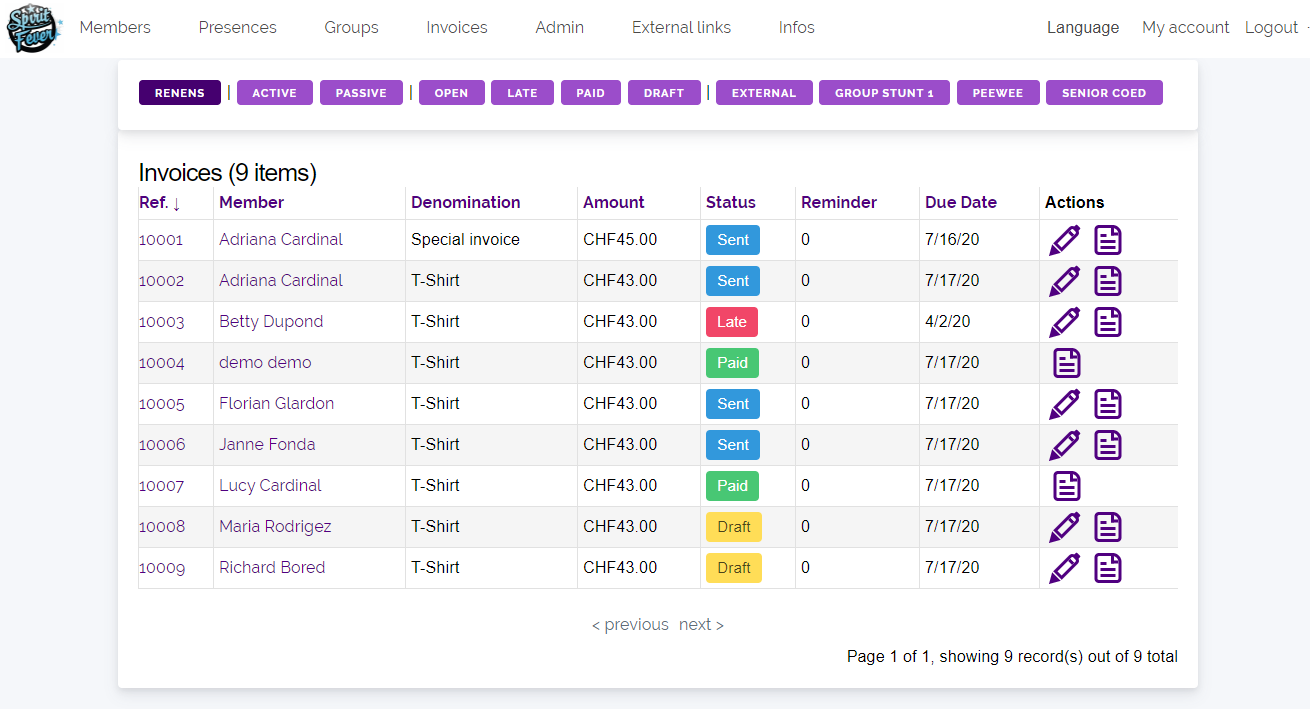 Spirit Fever Members Presences Groups Invoices Admin External links Infos Language My account Logout
RENENS | ACTIVE PASSIVE | OPEN LATE PAID DRAFT | EXTERNAL GROUP STUNT 1 PEEWEE SENIOR COED
Invoices (9 items)
Ref. ↓ Member Denomination Amount Status Reminder Due Date Actions
10001 Adriana Cardinal Special invoice CHF45.00 Sent 0 7/16/20
10002 Adriana Cardinal T-Shirt CHF43.00 Sent 0 7/17/20
10003 Betty Dupond T-Shirt CHF43.00 Late 0 4/2/20
10004 demo demo T-Shirt CHF43.00 Paid 0 7/17/20
10005 Florian Glardon T-Shirt CHF43.00 Sent 0 7/17/20
10006 Janne Fonda T-Shirt CHF43.00 Sent 0 7/17/20
10007 Lucy Cardinal T-Shirt CHF43.00 Paid 0 7/17/20
10008 Maria Rodrigez T-Shirt CHF43.00 Draft 0 7/17/20
10009 Richard Bored T-Shirt CHF43.00 Draft 0 7/17/20
< previous next >
Page 1 of 1, showing 9 record(s) out of 9 total